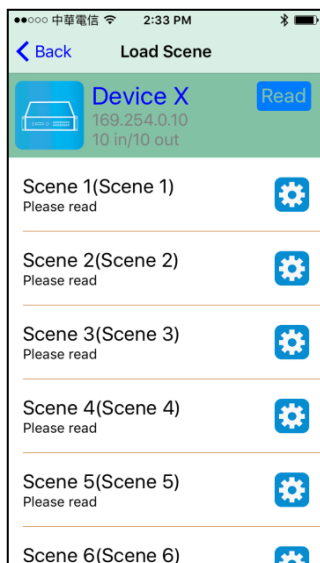 中華電信 2:33 PM
Back Load Scene
Device X Read
169.254.0.10
10 in/10 out
Scene 1(Scene 1)
Please read
Scene 2(Scene 2)
Please read
Scene 3(Scene 3)
Please read
Scene 4(Scene 4)
Please read
Scene 5(Scene 5)
Please read
Scene 6(Scene 6)